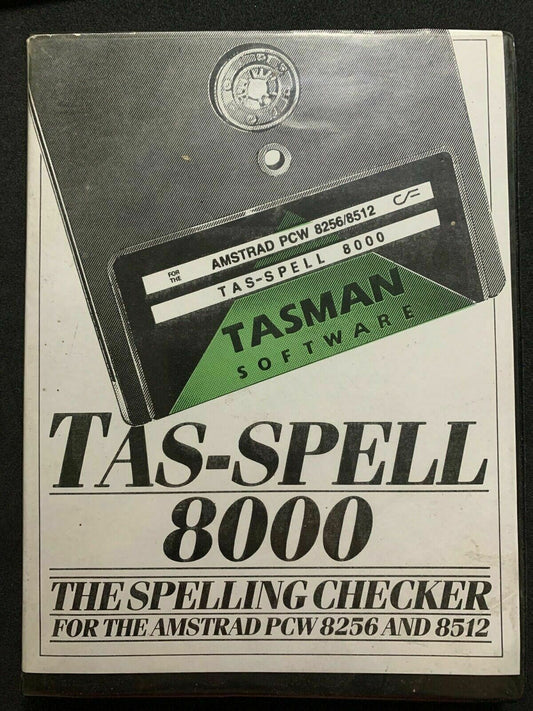 FOR THE AMSTRAD PCW 8256/8512
TAS-SPELL 8000
TASMAN
SOFTWARE
TAS-SPELL
8000
THE SPELLING CHECKER
FOR THE AMSTRAD PCW 8256 AND 8512